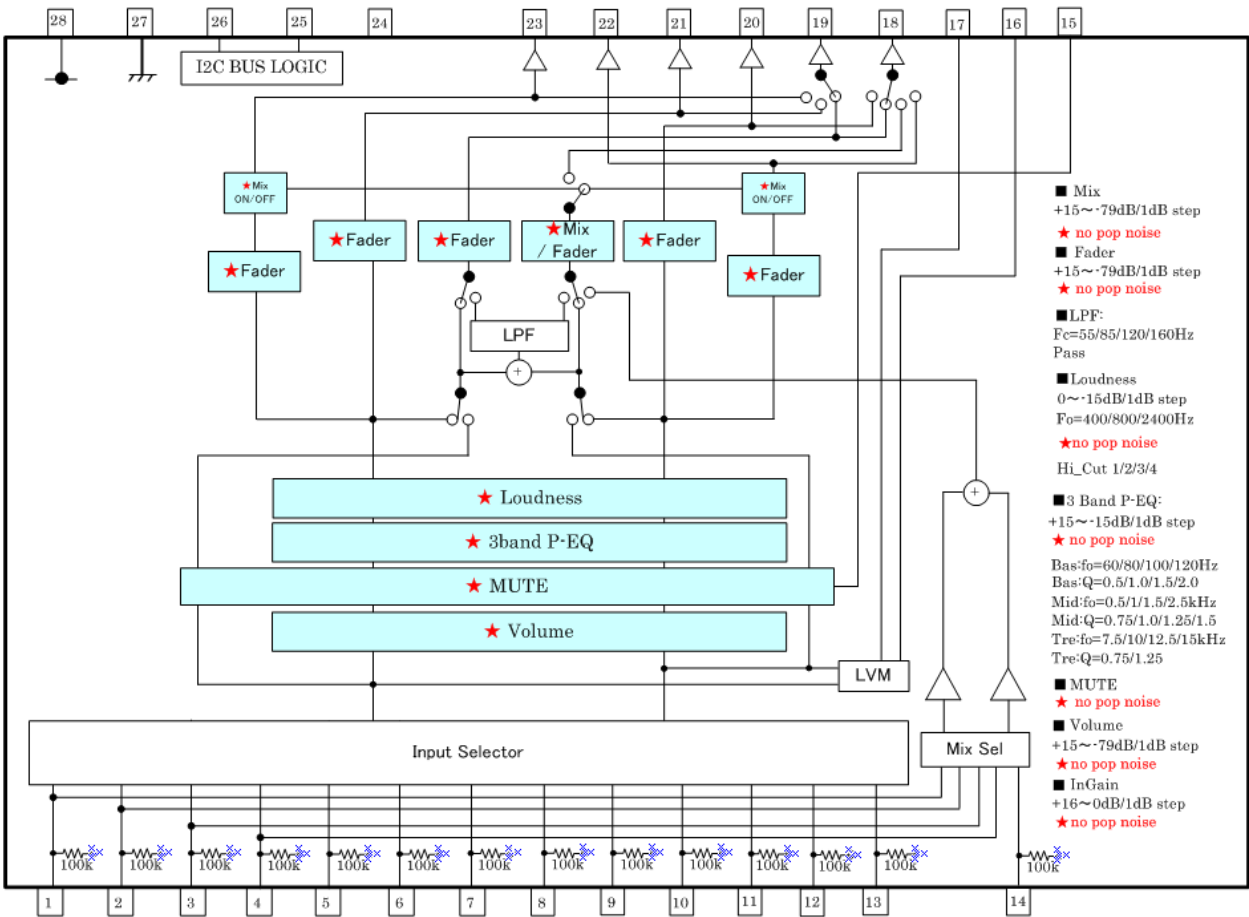 28 27 26 25 24 23 22 21 20 19 18 17 16 15
I2C BUS LOGIC
★Mix
ON/OFF
★Mix
ON/OFF
★Fader
★Fader
★Mix
/ Fader
★Fader
★Fader
★Fader
LPF
+
+
★ Loudness
★ 3band P-EQ
★ MUTE
★ Volume
LVM
Input Selector
Mix Sel
■ Mix
+15~-79dB/1dB step
★ no pop noise
■ Fader
+15~-79dB/1dB step
★ no pop noise
■LPF:
Fc=55/85/120/160Hz
Pass
■Loudness
0~-15dB/1dB step
Fo=400/800/2400Hz
★no pop noise
Hi_Cut 1/2/3/4
■3 Band P-EQ:
+15~-15dB/1dB step
★ no pop noise
Bas:fo=60/80/100/120Hz
Bas:Q=0.5/1.0/1.5/2.0
Mid:fo=0.5/1/1.5/2.5kHz
Mid:Q=0.75/1.0/1.25/1.5
Tre:fo=7.5/10/12.5/15kHz
Tre:Q=0.75/1.25
■ MUTE
★ no pop noise
■ Volume
+15~-79dB/1dB step
★no pop noise
■ InGain
+16~0dB/1dB step
★no pop noise
100k 100k 100k 100k 100k 100k 100k 100k 100k 100k 100k 100k 100k 100k
1 2 3 4 5 6 7 8 9 10 11 12 13 14